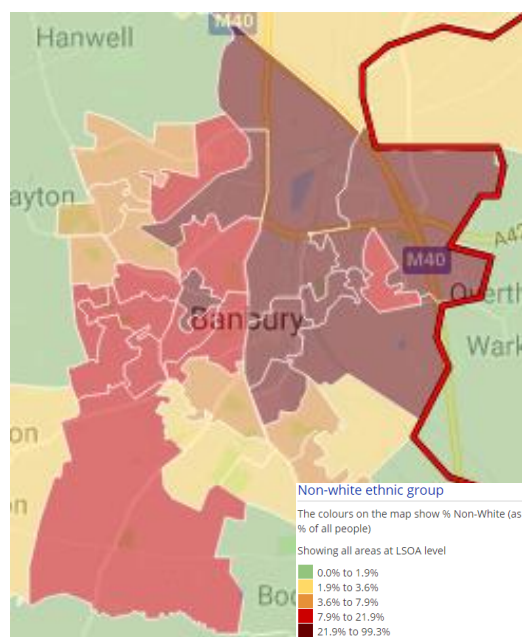 M40
Hanwell
ayton
A42
M40
Overth
Banbury
Wark
on
on
Bod
Non-white ethnic group
The colours on the map show % Non-White (as
% of all people)
Showing all areas at LSOA level
0.0% to 1.9%
1.9% to 3.6%
3.6% to 7.9%
7.9% to 21.9%
21.9% to 99.3%